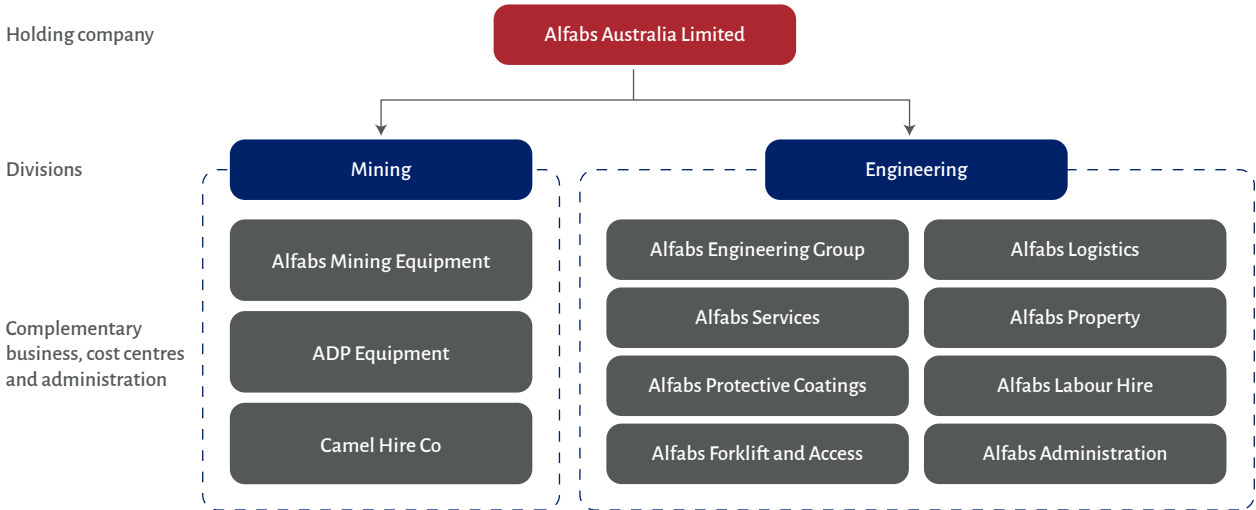 Holding company
Alfabs Australia Limited
Divisions
Mining
Engineering
Complementary
business, cost centres
and administration
Alfabs Mining Equipment
ADP Equipment
Camel Hire Co
Alfabs Engineering Group
Alfabs Logistics
Alfabs Services
Alfabs Property
Alfabs Protective Coatings
Alfabs Labour Hire
Alfabs Forklift and Access
Alfabs Administration